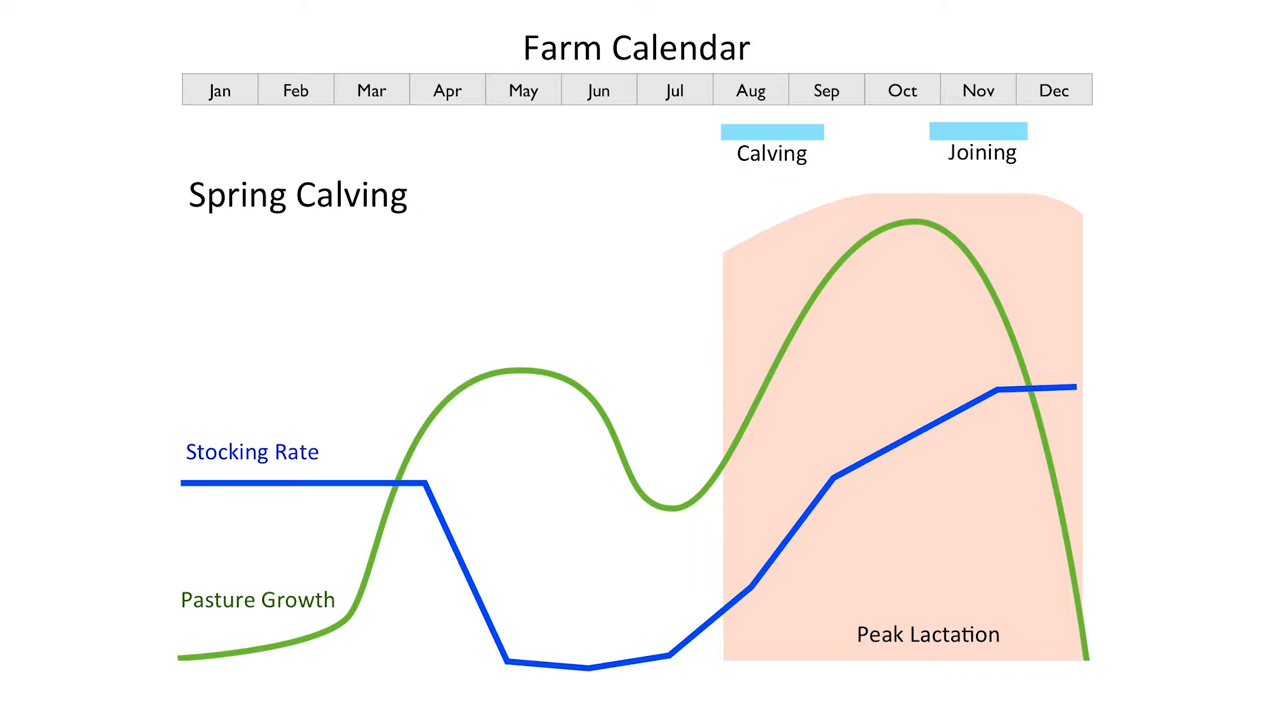 Farm Calendar
Jan Feb Mar Apr May Jun Jul Aug Sep Oct Nov Dec
Calving Joining
Spring Calving
Stocking Rate
Pasture Growth
Peak Lactation